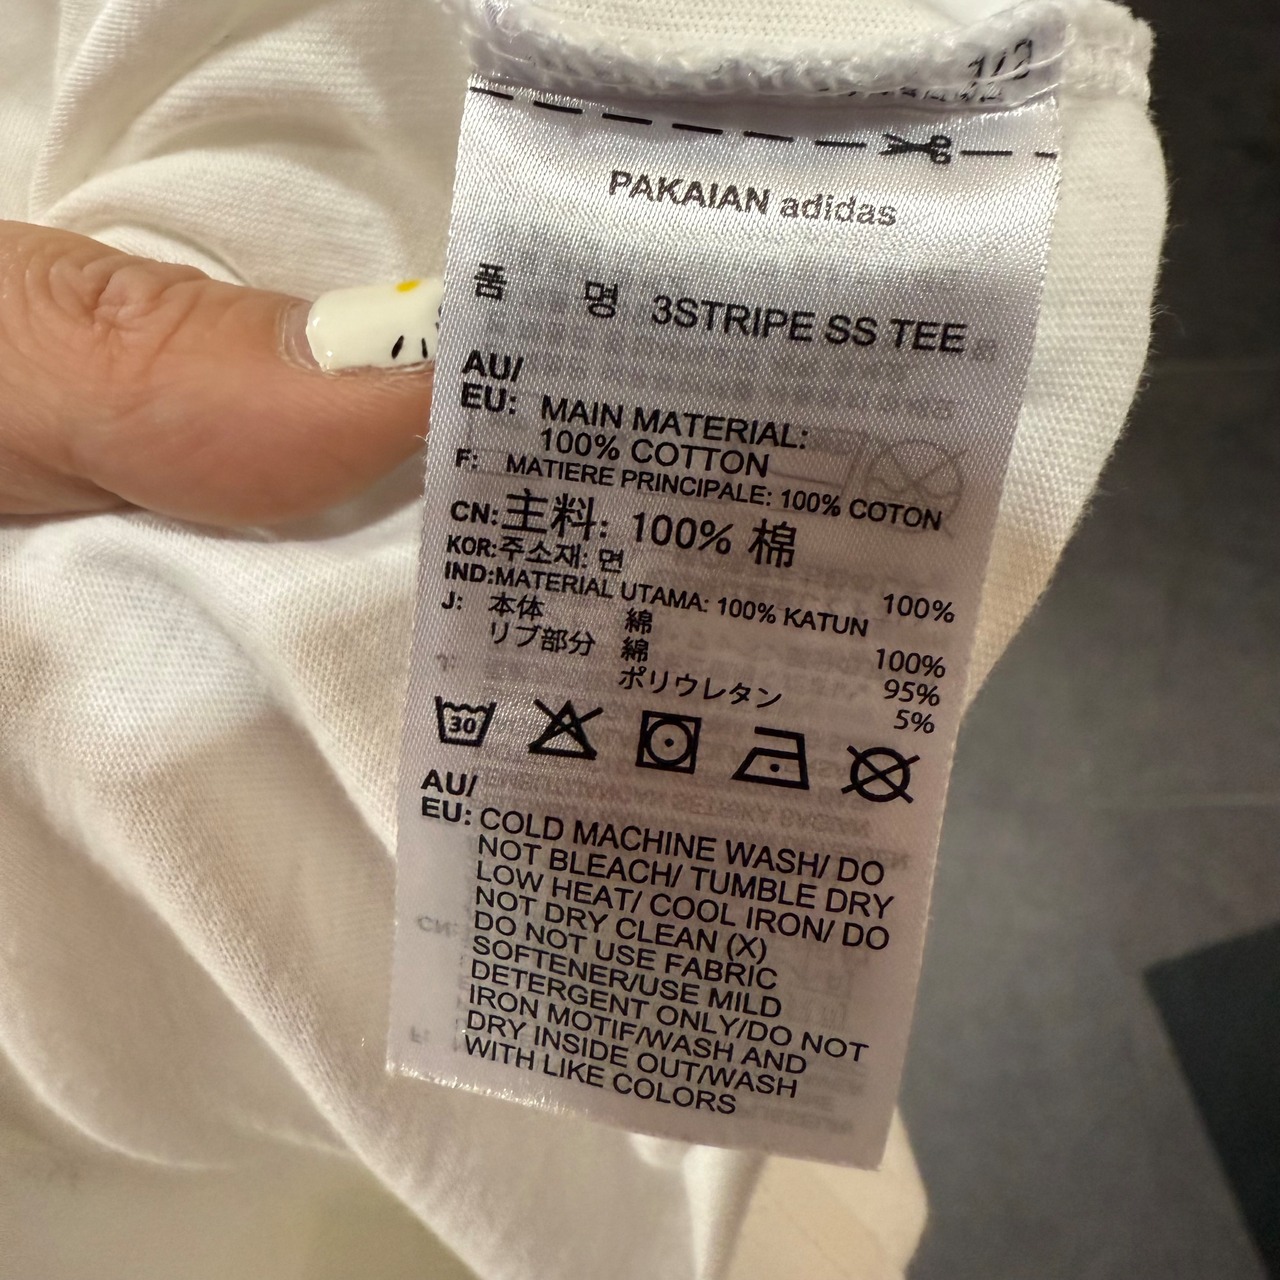 PAKAIAN adidas
품 명 3STRIPE SS TEE
AU/
EU: MAIN MATERIAL:
100% COTTON
F: MATIERE PRINCIPALE: 100% COTON
CN:主料: 100% 棉
KOR:주소재: 면 100%
IND:MATERIAL UTAMA: 100% KATUN
J: 本体 綿 100%
リブ部分 綿 95%
ポリウレタン 5%
30
AU/
EU: COLD MACHINE WASH/ DO
NOT BLEACH/ TUMBLE DRY
LOW HEAT/ COOL IRON/ DO
NOT DRY CLEAN (X)
DO NOT USE FABRIC
SOFTENER/USE MILD
DETERGENT ONLY/DO NOT
IRON MOTIF/WASH AND
DRY INSIDE OUT/WASH
WITH LIKE COLORS